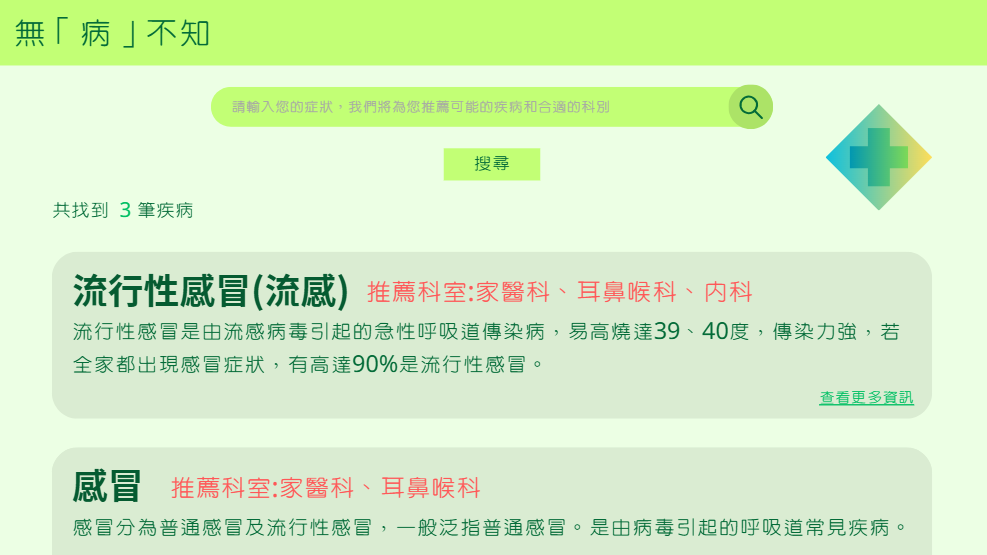 無「病」不知
請輸入您的症狀，我們將為您推薦可能的疾病和合適的科別
搜尋
共找到 3 筆疾病
流行性感冒(流感) 推薦科室:家醫科、耳鼻喉科、內科
流行性感冒是由流感病毒引起的急性呼吸道傳染病，易高燒達39、40度，傳染力強，若
全家都出現感冒症狀，有高達90%是流行性感冒。
查看更多資訊
感冒 推薦科室:家醫科、耳鼻喉科
感冒分為普通感冒及流行性感冒，一般泛指普通感冒。是由病毒引起的呼吸道常見疾病。